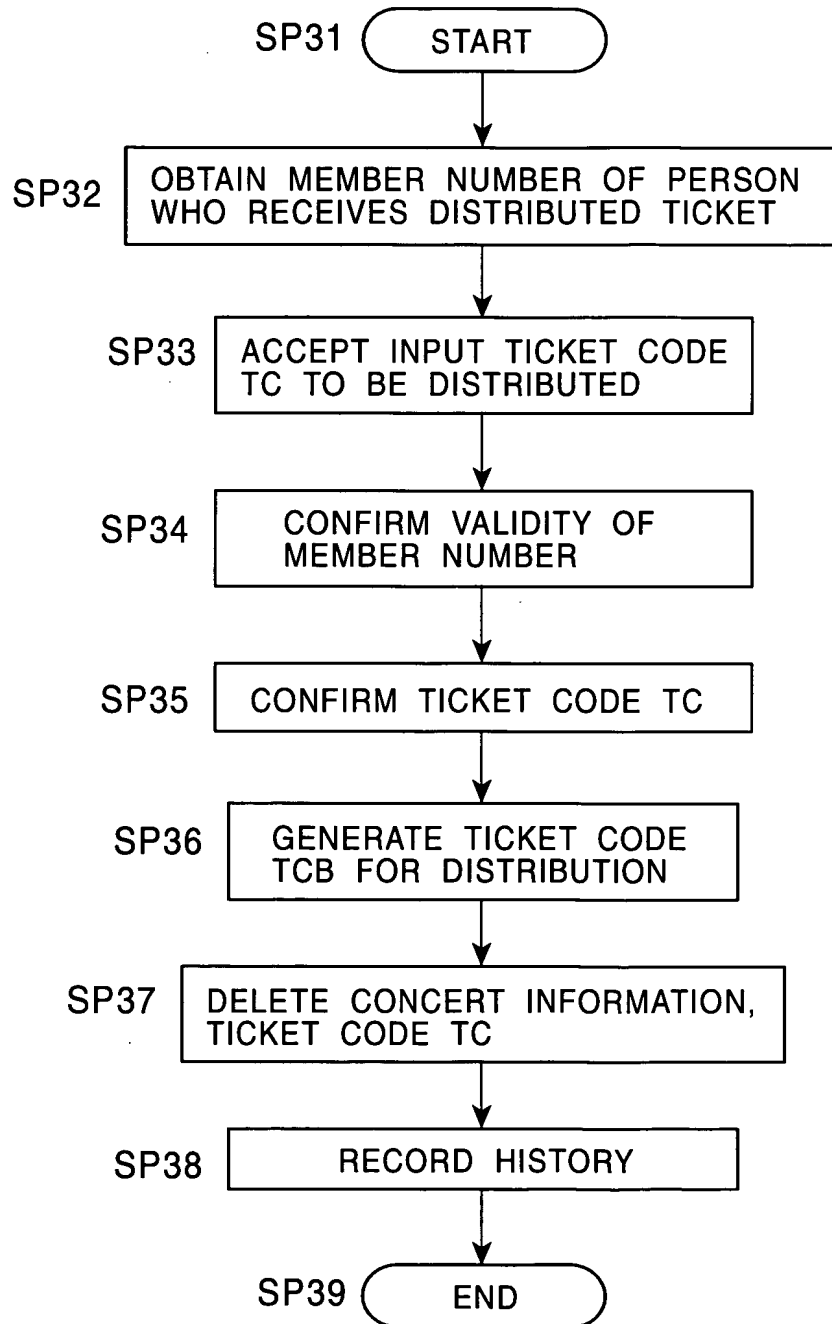 SP31 START
SP32 OBTAIN MEMBER NUMBER OF PERSON
WHO RECEIVES DISTRIBUTED TICKET
SP33 ACCEPT INPUT TICKET CODE
TC TO BE DISTRIBUTED
SP34 CONFIRM VALIDITY OF
MEMBER NUMBER
SP35 CONFIRM TICKET CODE TC
SP36 GENERATE TICKET CODE
TCB FOR DISTRIBUTION
SP37 DELETE CONCERT INFORMATION,
TICKET CODE TC
SP38 RECORD HISTORY
SP39 END